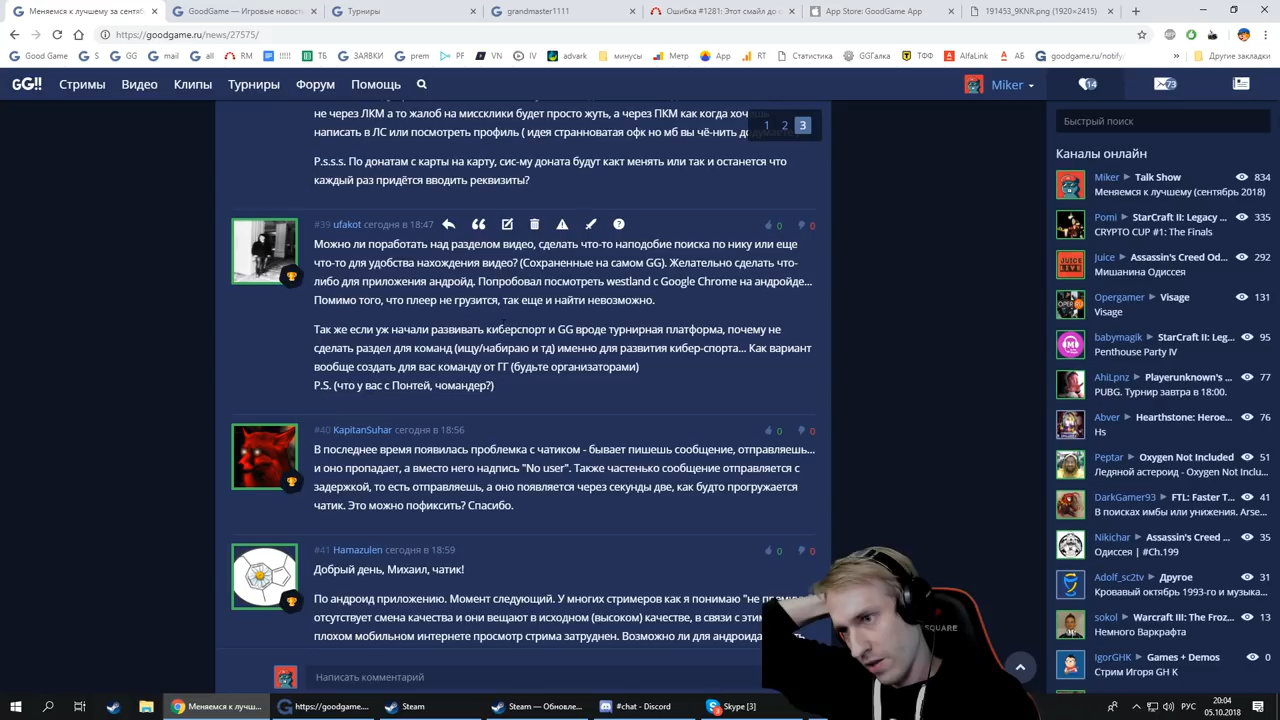 Меняемся к лучшему (сентябр
GoodGame — Игровые новост
Турниры
grandmaster1111
Ошибка #1281: Этот смайл до
App Store: GoodGame
191453_9KNR.png (1920×2415)
https://goodgame.ru/news/27575/
Good Game
S
GG
all
RM
!!!!
ТБ
ЗАЯВКИ
преер
PF
VN
IV
advark
минусы
Метр
App
RT
Статистика
GGГалка
ТФФ
AlfaLink
АБ
goodgame.ru/notify
Другие закладки
GG!!
Стримы
Видео
Клипы
Турниры
Форум
Помощь
Miker
14
73
не через ЛКМ а то жалоб на миссклики будет просто жуть, а через ПКМ как когда хочешь
1 2 3
написать в ЛС или посмотреть профиль ( идея странноватая офк но мб вы чё-нить додумаете
P.s.s.s. По донатам с карты на карту, сис-му доната будут какт менять или так и останется что
каждый раз придётся вводить реквизиты?
#39 ufakot сегодня в 18:47
0 0
Можно ли поработать над разделом видео, сделать что-то наподобие поиска по нику или еще
что-то для удобства нахождения видео? (Сохраненные на самом GG). Желательно сделать что-
либо для приложения андройд. Попробовал посмотреть westland с Google Chrome на андройде...
Помимо того, что плеер не грузится, так еще и найти невозможно.
Так же если уж начали развивать киберспорт и GG вроде турнирная платформа, почему не
сделать раздел для команд (ищу/набираю и тд) именно для развития кибер-спорта... Как вариант
вообще создать для вас команду от ГГ (будьте организаторами)
P.S. (что у вас с Понтей, чомандер?)
#40 KapitanSuhar сегодня в 18:56
0 0
В последнее время появилась проблемка с чатиком - бывает пишешь сообщение, отправляешь...
и оно пропадает, а вместо него надпись "No user". Также частенько сообщение отправляется с
задержкой, то есть отправляешь, а оно появляется через секунды две, как будто прогружается
чатик. Это можно пофиксить? Спасибо.
#41 Hamazulen сегодня в 18:59
0 0
Добрый день, Михаил, чатик!
По андроид приложению. Момент следующий. У многих стримеров как я понимаю "не преми
отсутствует смена качества и они вещают в исходном (высоком) качестве, в связи с этим
плохом мобильном интернете просмотр стрима затруднен. Возможно ли для андроида
Написать комментарий
Быстрый поиск
Каналы онлайн
Miker Talk Show 834
Меняемся к лучшему (сентябрь 2018)
Pomi StarCraft II: Legacy ... 335
CRYPTO CUP #1: The Finals
Juice Assassin's Creed Od... 292
Мишанина Одиссея
Opergamer Visage 131
Visage
babymagik StarCraft II: Leg... 95
Penthouse Party IV
AhiLpnz Playerunknown's ... 77
PUBG. Турнир завтра в 18:00.
Abver Hearthstone: Heroe... 76
Hs
Peptar Oxygen Not Included 51
Ледяной астероид - Oxygen Not Inclu...
DarkGamer93 FTL: Faster T... 41
В поисках имбы или унижения. Arse...
Nikichar Assassin's Creed ... 35
Одиссея | #Ch.199
Adolf_sc2tv Другое 31
Кровавый октябрь 1993-го и музыка...
sokol Warcraft III: The Froz... 13
Немного Варкрафта
IgorGHK Games + Demos 0
Стрим Игоря GH K
SQUARE
Меняемся к лучш...
https://goodgame....
Steam
Steam — Обновле...
#chat - Discord
Skype [3]
РУС
20:04
05.10.2018